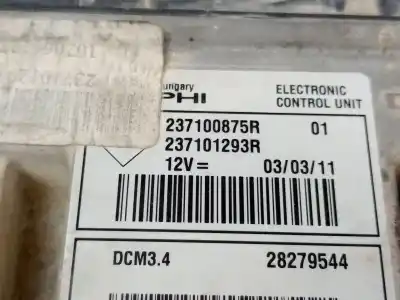 ungary
PHI
ELECTRONIC
CONTROL UNIT
237100875R 01
237101293R
12V= 03/03/11
DCM3.4 28279544